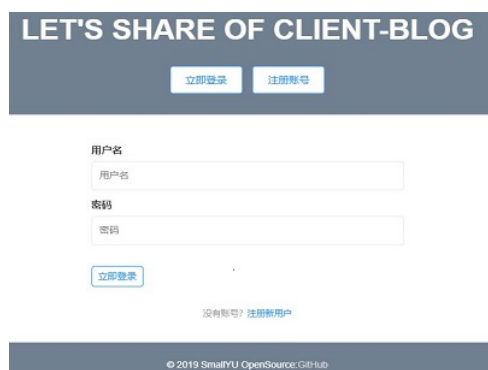 LET'S SHARE OF CLIENT-BLOG
立即登录 注册账号
用户名
用户名
密码
密码
立即登录
没有账号? 注册新用户
© 2019 SmallYU OpenSource:GitHub